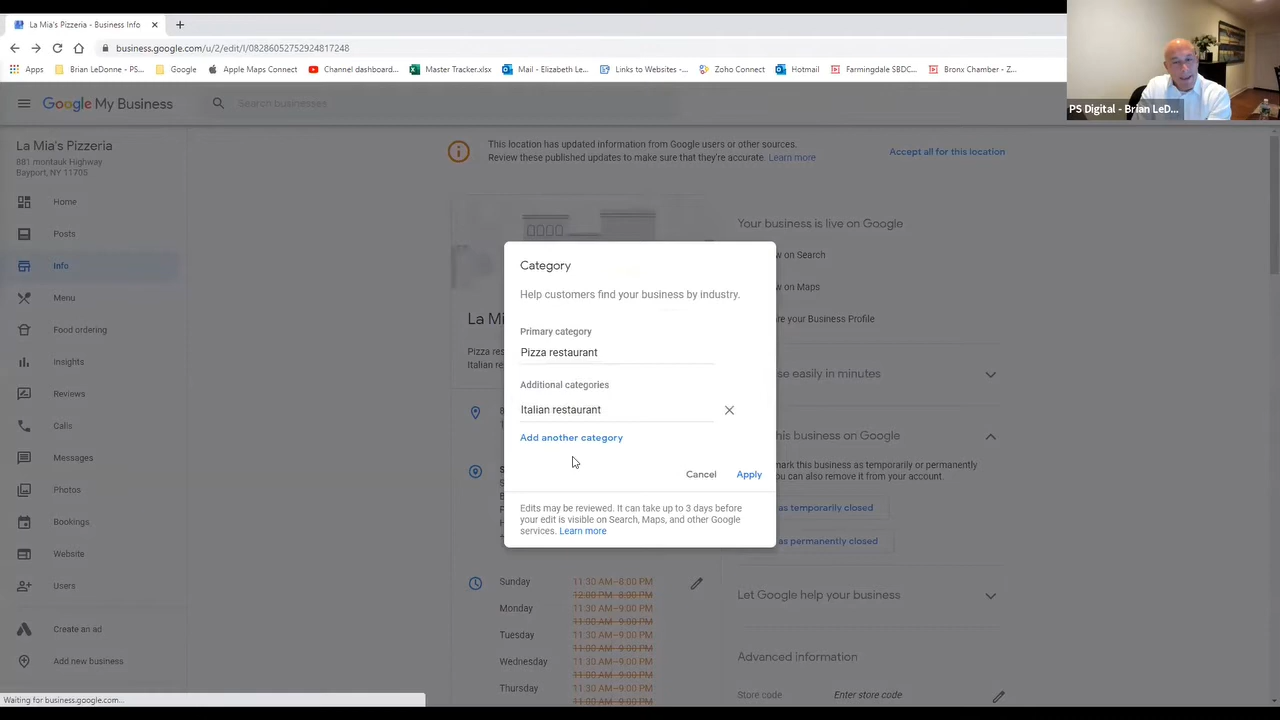 La Mia's Pizzeria - Business Info
business.google.com/u/2/edit/l/08286052752924817248
Apps
Brian LeDonne - PS...
Google
Apple Maps Connect
Channel dashboard...
Master Tracker.xlsx
Mail - Elizabeth Le...
Links to Websites -...
Zoho Connect
Hotmail
Farmingdale SBDC...
Bronx Chamber - Z...
PS Digital - Brian LeD...
Google My Business
Search businesses
La Mia's Pizzeria
881 montauk Highway
Bayport, NY 11705
Home
Posts
Info
Menu
Food ordering
Insights
Reviews
Calls
Messages
Photos
Bookings
Website
Users
Create an ad
Add new business
This location has updated information from Google users or other sources.
Review these published updates to make sure that they're accurate. Learn more
Accept all for this location
La Mi
Pizza res
Italian re
Category
Help customers find your business by industry.
Primary category
Pizza restaurant
Additional categories
Italian restaurant
Add another category
Cancel
Apply
Edits may be reviewed. It can take up to 3 days before
your edit is visible on Search, Maps, and other Google
services. Learn more
Sunday
11:30 AM–8:00 PM
12:00 PM–8:00 PM
Monday
11:30 AM–9:00 PM
11:00 AM–9:00 PM
Tuesday
11:30 AM–9:00 PM
11:00 AM–9:00 PM
Wednesday
11:30 AM–9:00 PM
11:00 AM–9:00 PM
Thursday
11:30 AM–9:00 PM
11:00 AM–9:00 PM
Your business is live on Google
w on Search
w on Maps
re your Business Profile
se easily in minutes
this business on Google
mark this business as temporarily or permanently
ou can also remove it from your account.
as temporarily closed
as permanently closed
Let Google help your business
Advanced information
Store code
Enter store code
Waiting for business.google.com...